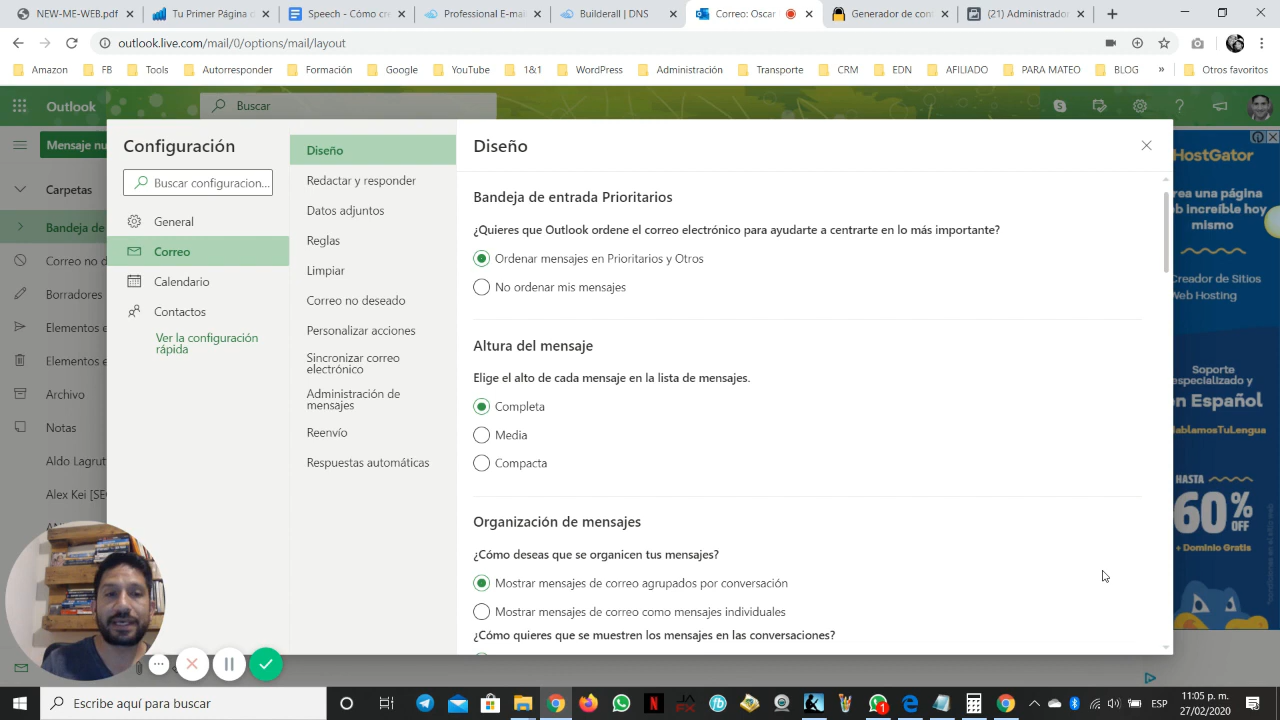 NEW-ME-WEB.pdf
Tu Primer Página c
Speech - Cómo cre
Professional E-mai
Builderall | DNS
Correo: Oscar
Generador de con
(21) Administrador
outlook.live.com/mail/0/options/mail/layout
Amazon
FB
Tools
Autorresponder
Formación
Google
YouTube
1&1
WordPress
Administración
Transporte
CRM
EDN
AFILIADO
PARA MATEO
BLOG
»
Otros favoritos
Outlook
Buscar
Mensaje nu
Carpetas
Bandeja de
Correo no d
Borradores
Elementos e
Elementos e
Archivo
Notas
Aldo Lagrutt
Alex Kei [SE
Configuración
Buscar configuracion...
General
Correo
Calendario
Contactos
Ver la configuración
rápida
Diseño
Redactar y responder
Datos adjuntos
Reglas
Limpiar
Correo no deseado
Personalizar acciones
Sincronizar correo
electrónico
Administración de
mensajes
Reenvío
Respuestas automáticas
Diseño
Bandeja de entrada Prioritarios
¿Quieres que Outlook ordene el correo electrónico para ayudarte a centrarte en lo más importante?
Ordenar mensajes en Prioritarios y Otros
No ordenar mis mensajes
Altura del mensaje
Elige el alto de cada mensaje en la lista de mensajes.
Completa
Media
Compacta
Organización de mensajes
¿Cómo deseas que se organicen tus mensajes?
Mostrar mensajes de correo agrupados por conversación
Mostrar mensajes de correo como mensajes individuales
¿Cómo quieres que se muestren los mensajes en las conversaciones?
HostGator
rea una página
b increíble hoy
mismo
Creador de Sitios
Web Hosting
Soporte
especializado y
en Español
HablamosTuLengua
HASTA
60%
OFF
+ Dominio Gratis
Escribe aquí para buscar
1
ESP
11:05 p. m.
27/02/2020